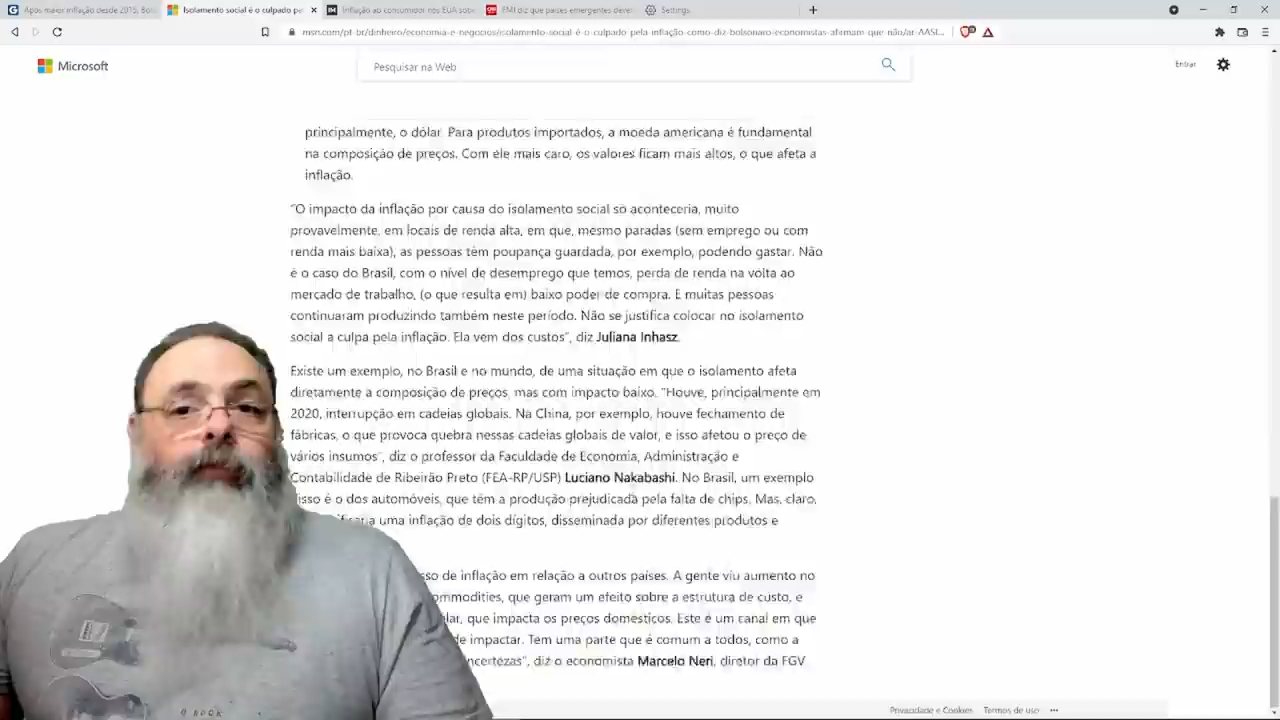 Após maior inflação desde 2015, Bols
Isolamento social é o culpado pe
Inflação ao consumidor nos EUA sobe
FMI diz que países emergentes dever
Settings
msn.com/pt-br/dinheiro/economia-e-negocios/isolamento-social-é-o-culpado-pela-inflação-como-diz-bolsonaro-economistas-afirmam-que-não/ar-AASI...
Microsoft
Pesquisar na Web
Entrar
principalmente, o dólar. Para produtos importados, a moeda americana é fundamental
na composição de preços. Com ele mais caro, os valores ficam mais altos, o que afeta a
inflação.
"O impacto da inflação por causa do isolamento social só aconteceria, muito
provavelmente, em locais de renda alta, em que, mesmo paradas (sem emprego ou com
renda mais baixa), as pessoas têm poupança guardada, por exemplo, podendo gastar. Não
é o caso do Brasil, com o nível de desemprego que temos, perda de renda na volta ao
mercado de trabalho, (o que resulta em) baixo poder de compra. E muitas pessoas
continuaram produzindo também neste período. Não se justifica colocar no isolamento
social a culpa pela inflação. Ela vem dos custos", diz Juliana Inhasz.
Existe um exemplo, no Brasil e no mundo, de uma situação em que o isolamento afeta
diretamente a composição de preços, mas com impacto baixo. "Houve, principalmente em
2020, interrupção em cadeias globais. Na China, por exemplo, houve fechamento de
fábricas, o que provoca quebra nessas cadeias globais de valor, e isso afetou o preço de
vários insumos", diz o professor da Faculdade de Economia, Administração e
Contabilidade de Ribeirão Preto (FEA-RP/USP) Luciano Nakabashi. No Brasil, um exemplo
disso é o dos automóveis, que têm a produção prejudicada pela falta de chips. Mas, claro,
a uma inflação de dois dígitos, disseminada por diferentes produtos e
sso de inflação em relação a outros países. A gente viu aumento no
ommodities, que geram um efeito sobre a estrutura de custo, e
lar, que impacta os preços domésticos. Este é um canal em que
de impactar. Tem uma parte que é comum a todos, como a
ncertezas", diz o economista Marcelo Neri, diretor da FGV
Privacidade e Cookies
Termos de uso